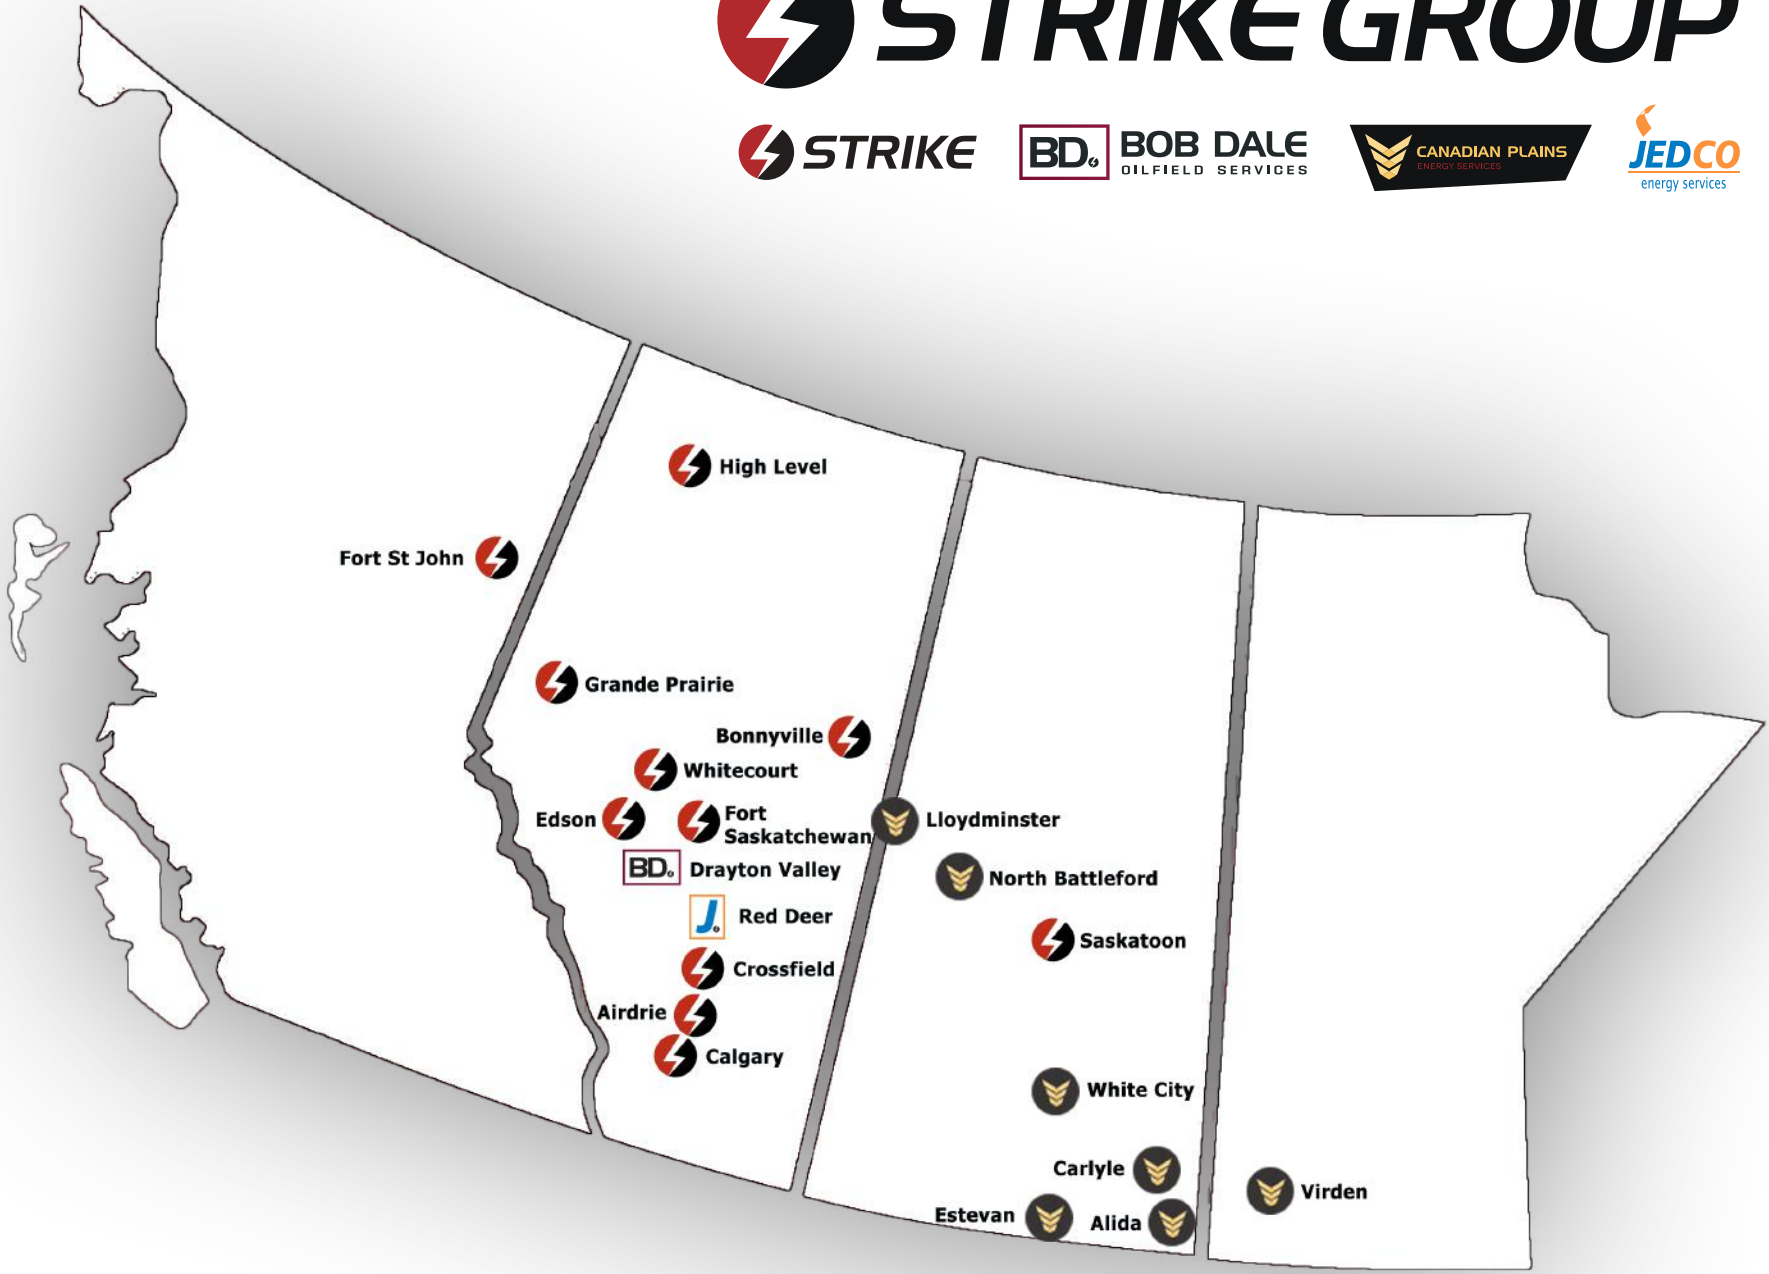 STRIKE GROUP
STRIKE
BD.
BOB DALE
OILFIELD SERVICES
CANADIAN PLAINS
ENERGY SERVICES
JEDCO
energy services
High Level
Fort St John
Grande Prairie
Bonnyville
Whitecourt
Edson
Fort
Saskatchewan
Lloydminster
BD.
Drayton Valley
North Battleford
J.
Red Deer
Saskatoon
Crossfield
Airdrie
Calgary
White City
Carlyle
Virden
Estevan
Alida